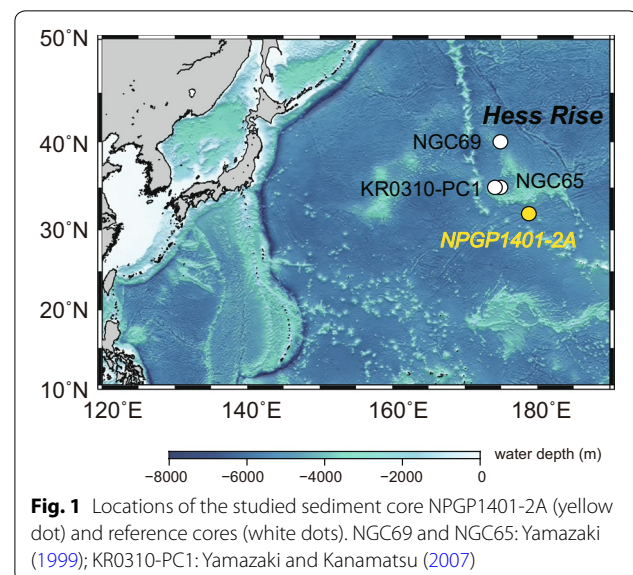 50˚N
40˚N
30˚N
20˚N
10˚N
Hess Rise
NGC69
KR0310-PC1
NGC65
NPGP1401-2A
120˚E 140˚E 160˚E 180˚E
water depth (m)
−8000 −6000 −4000 −2000 0
Fig. 1 Locations of the studied sediment core NPGP1401-2A (yellow
dot) and reference cores (white dots). NGC69 and NGC65: Yamazaki
(1999); KR0310-PC1: Yamazaki and Kanamatsu (2007)